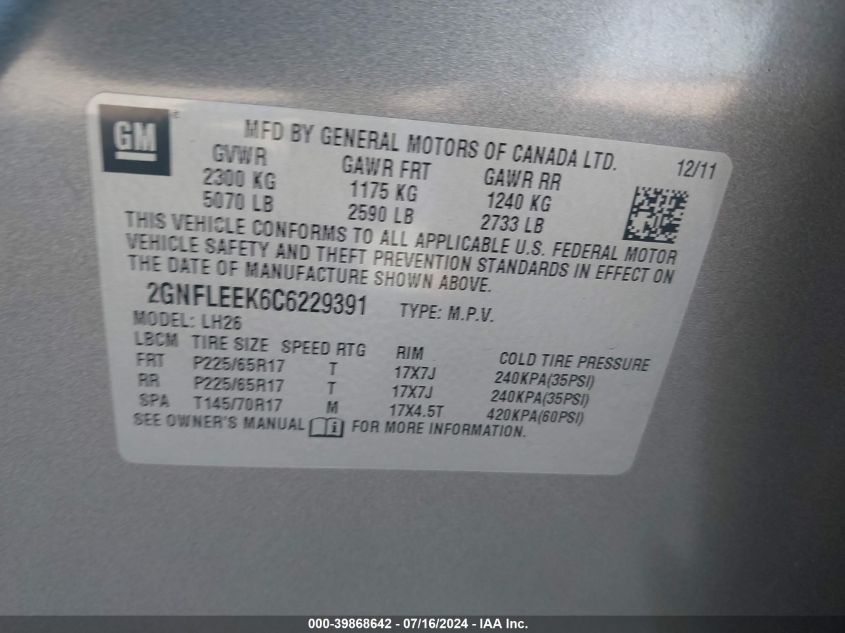 GM
MFD BY GENERAL MOTORS OF CANADA LTD.
12/11
GVWR GAWR FRT GAWR RR
2300 KG 1175 KG 1240 KG
5070 LB 2590 LB 2733 LB
THIS VEHICLE CONFORMS TO ALL APPLICABLE U.S. FEDERAL MOTOR
VEHICLE SAFETY AND THEFT PREVENTION STANDARDS IN EFFECT ON
THE DATE OF MANUFACTURE SHOWN ABOVE.
2GNFLEEK6C6229391 TYPE: M.P.V.
MODEL: LH26
LBCM TIRE SIZE SPEED RTG RIM COLD TIRE PRESSURE
FRT P225/65R17 T 17X7J 240KPA(35PSI)
RR P225/65R17 T 17X7J 240KPA(35PSI)
SPA T145/70R17 M 17X4.5T 420KPA(60PSI)
SEE OWNER'S MANUAL FOR MORE INFORMATION.
000-39868642 - 07/16/2024 - IAA Inc.